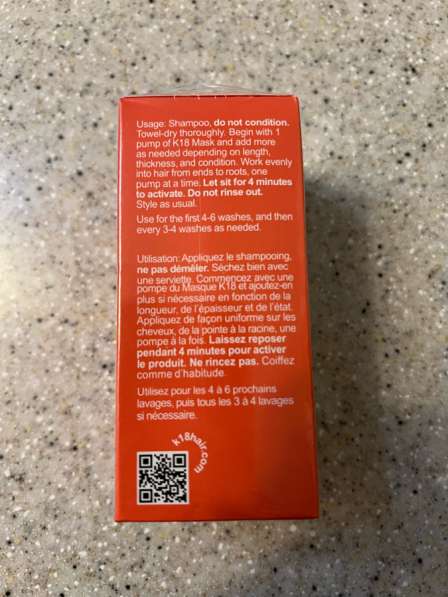 Usage: Shampoo, do not condition.
Towel-dry thoroughly. Begin with 1
pump of K18 Mask and add more
as needed depending on length,
thickness, and condition. Work evenly
into hair from ends to roots, one
pump at a time. Let sit for 4 minutes
to activate. Do not rinse out.
Style as usual.
Use for the first 4-6 washes, and then
every 3-4 washes as needed.
Utilisation: Appliquez le shampooing,
ne pas démêler. Séchez bien avec
une serviette. Commencez avec une
pompe du Masque K18 et ajoutez-en
plus si nécessaire en fonction de la
longueur, de l'épaisseur et de l'état.
Appliquez de façon uniforme sur les
cheveux, de la pointe à la racine, une
pompe à la fois. Laissez reposer
pendant 4 minutes pour activer
le produit. Ne rincez pas. Coiffez
comme d'habitude.
Utilisez pour les 4 à 6 prochains
lavages, puis tous les 3 à 4 lavages
si nécessaire.
k18hair.com